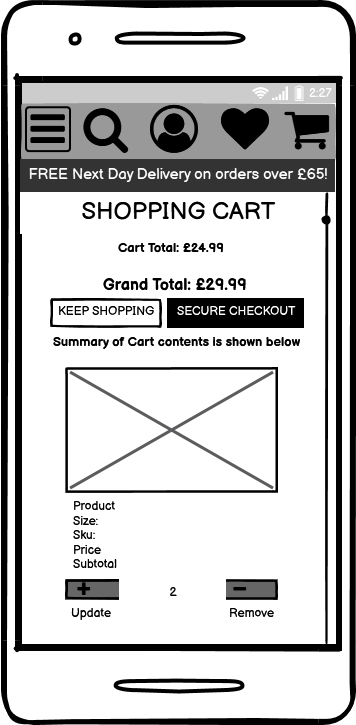 2:27
FREE Next Day Delivery on orders over £65!
SHOPPING CART
Cart Total: £24.99
Grand Total: £29.99
KEEP SHOPPING SECURE CHECKOUT
Summary of Cart contents is shown below
Product
Size:
Sku:
Price
Subtotal
+ 2 -
Update Remove